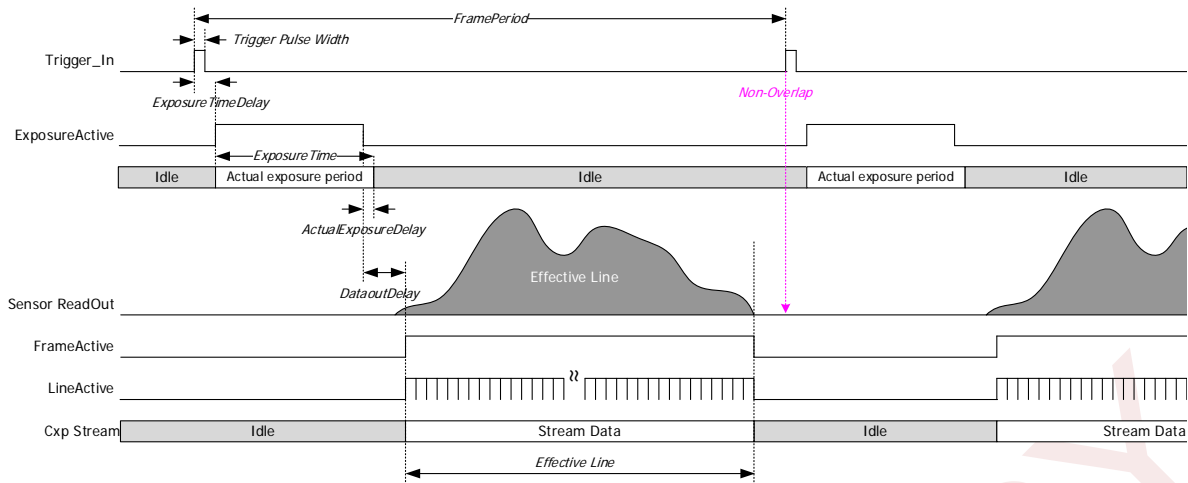 FramePeriod
Trigger Pulse Width
Trigger_In
Non-Overlap
ExposureTimeDelay
ExposureActive
ExposureTime
Idle Actual exposure period Idle Actual exposure period Idle
ActualExposureDelay
Effective Line
DataoutDelay
Sensor ReadOut
FrameActive
LineActive
Cxp Stream Idle Stream Data Idle Stream Data
Effective Line